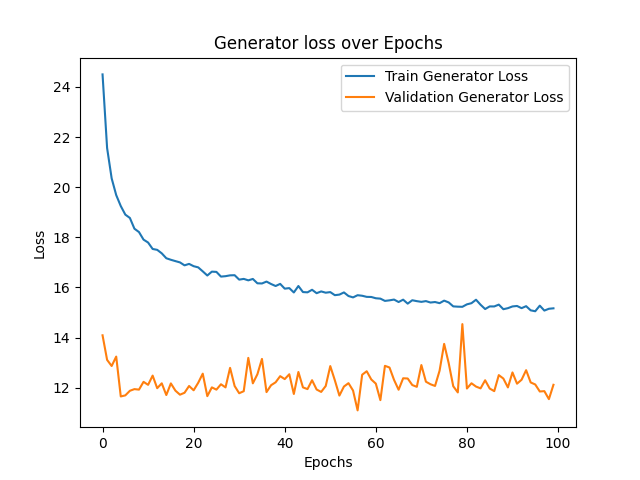 Generator loss over Epochs
Train Generator Loss
Validation Generator Loss
Loss
24
22
20
18
16
14
12
0 20 40 60 80 100
Epochs